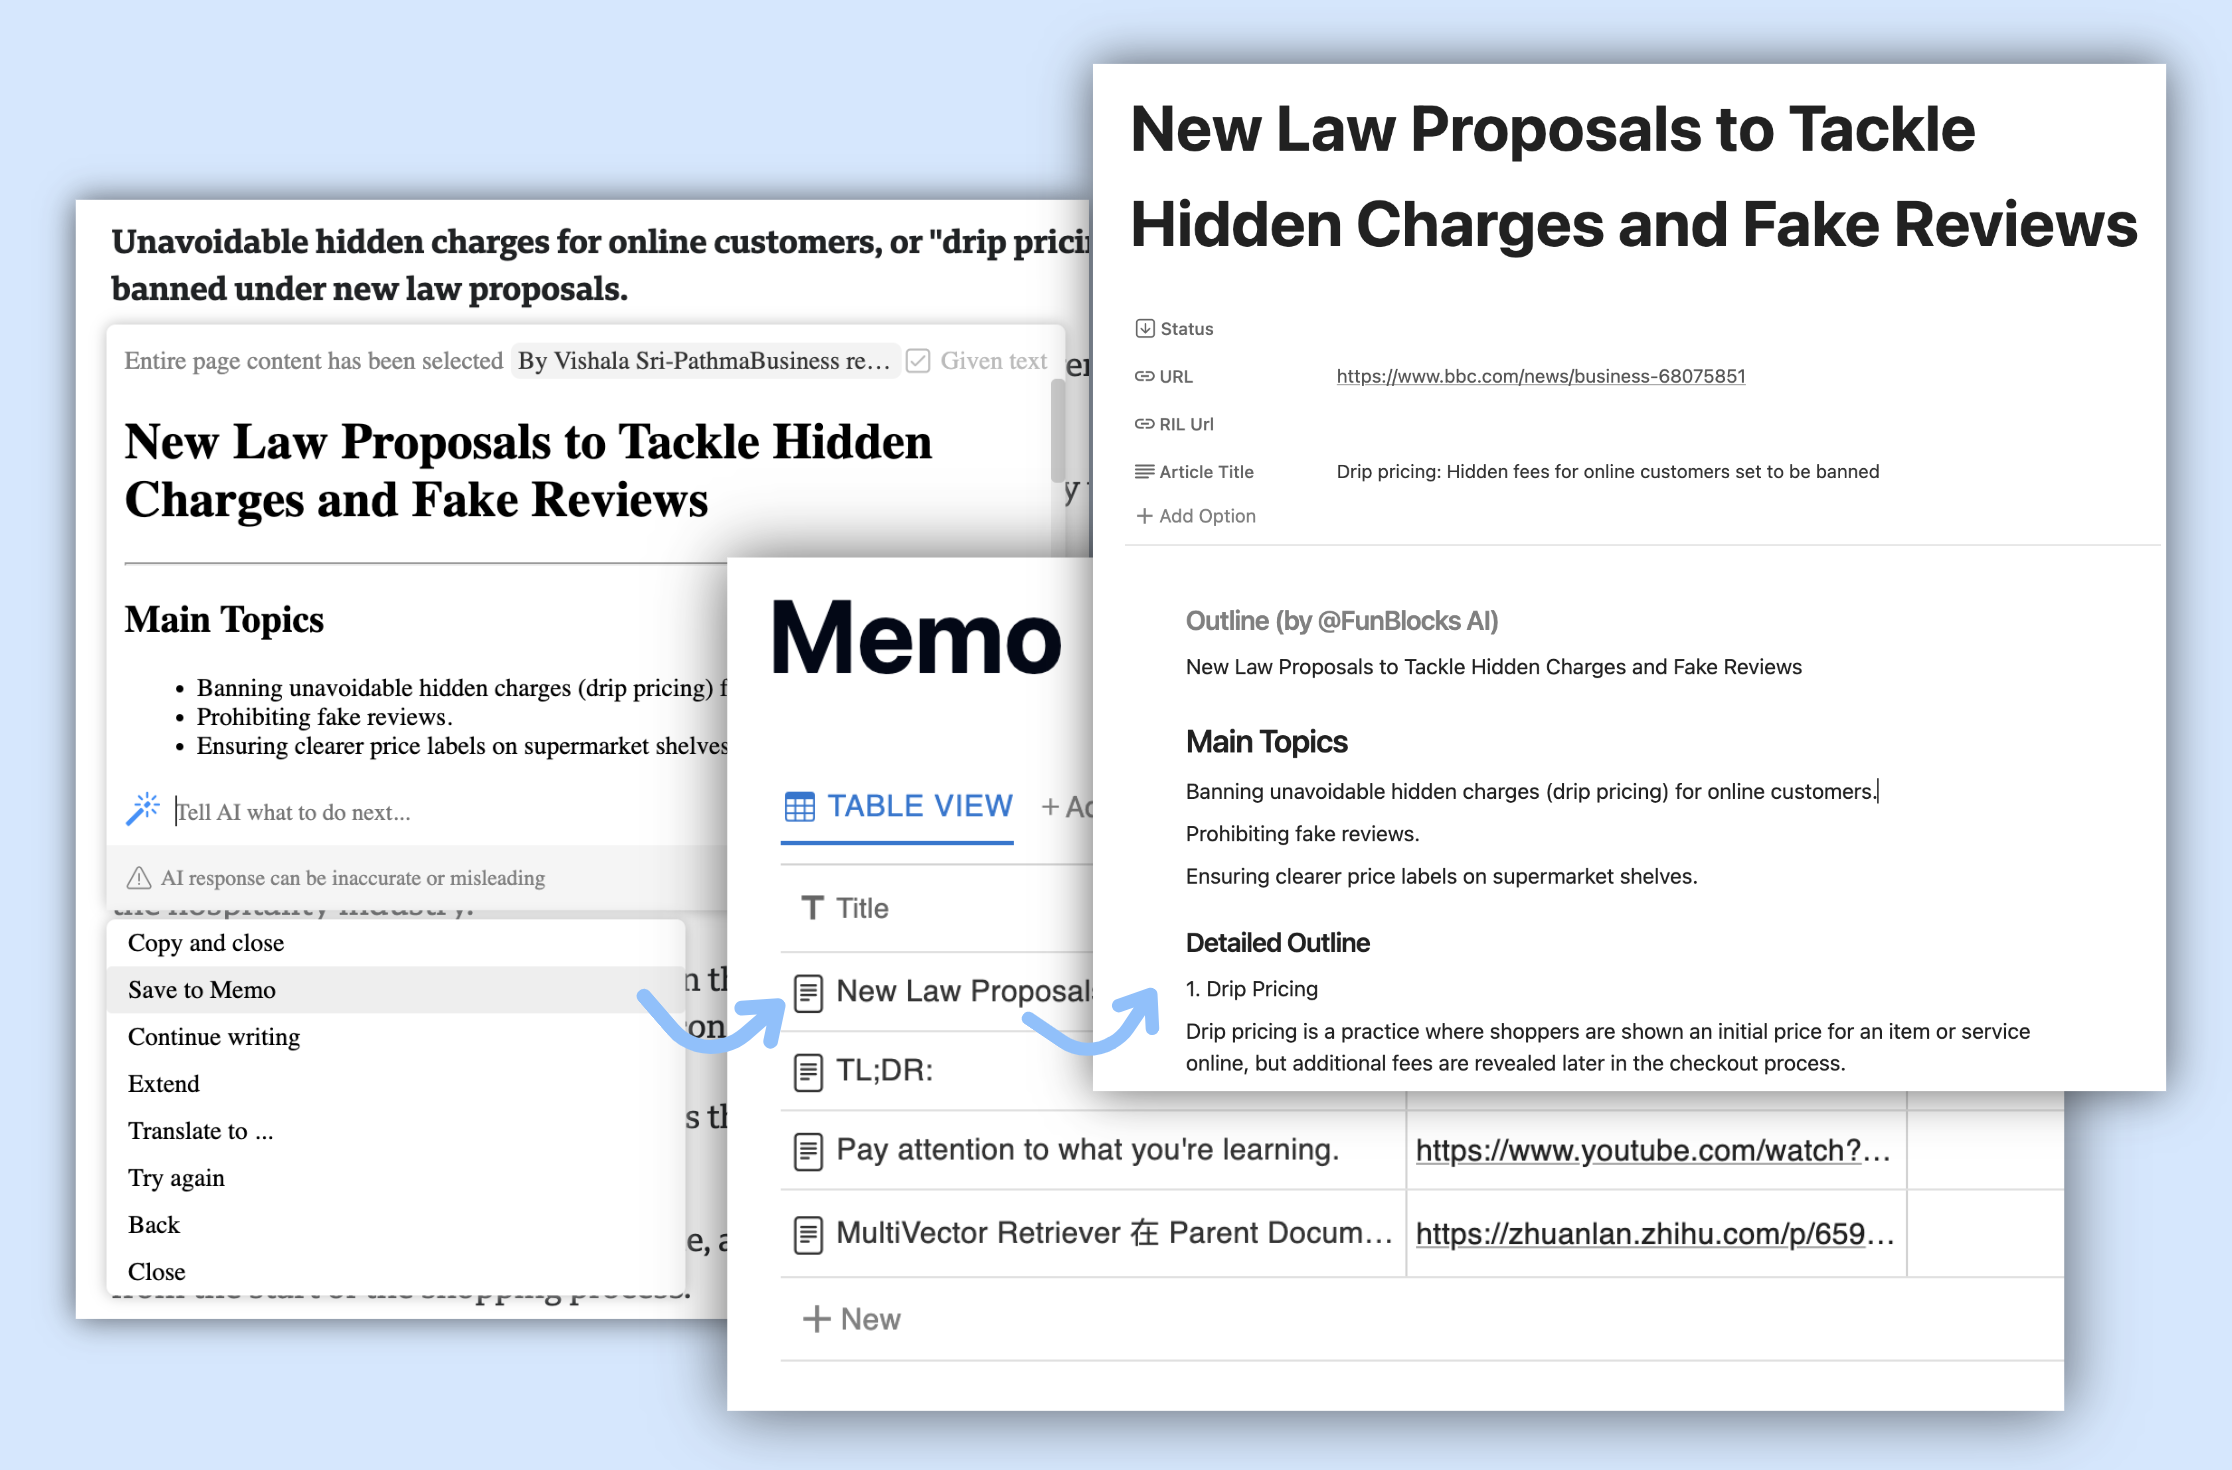 Unavoidable hidden charges for online customers, or "drip
banned under new law proposals.
Entire page content has been selected By Vishala Sri-PathmaBusiness re... Given text
New Law Proposals to Tackle Hidden
Charges and Fake Reviews
Main Topics
• Banning unavoidable hidden charges (drip pricing)
• Prohibiting fake reviews.
• Ensuring clearer price labels on supermarket shelves
Tell AI what to do next...
AI response can be inaccurate or misleading
the hospitality industry.
Copy and close
Save to Memo
Continue writing
Extend
Translate to ...
Try again
Back
Close
from the start of the shopping process.
Memo
TABLE VIEW
Title
New Law Proposals
TL;DR:
Pay attention to what you're learning. https://www.youtube.com/watch?...
MultiVector Retriever 在 Parent Docum... https://zhuanlan.zhihu.com/p/659...
+ New
New Law Proposals to Tackle
Hidden Charges and Fake Reviews
Status
URL https://www.bbc.com/news/business-68075851
RIL Url
Article Title Drip pricing: Hidden fees for online customers set to be banned
+ Add Option
Outline (by @FunBlocks AI)
New Law Proposals to Tackle Hidden Charges and Fake Reviews
Main Topics
Banning unavoidable hidden charges (drip pricing) for online customers.
Prohibiting fake reviews.
Ensuring clearer price labels on supermarket shelves.
Detailed Outline
1. Drip Pricing
Drip pricing is a practice where shoppers are shown an initial price for an item or service
online, but additional fees are revealed later in the checkout process.